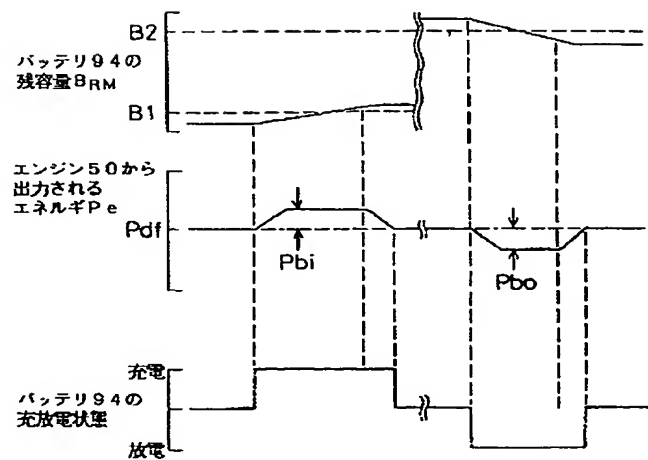 B2
バッテリ94の
残容量BRM
B1
エンジン50から
出力される
エネルギPe
Pdf
Pbi
Pbo
充電
バッテリ94の
充放電状態
放電